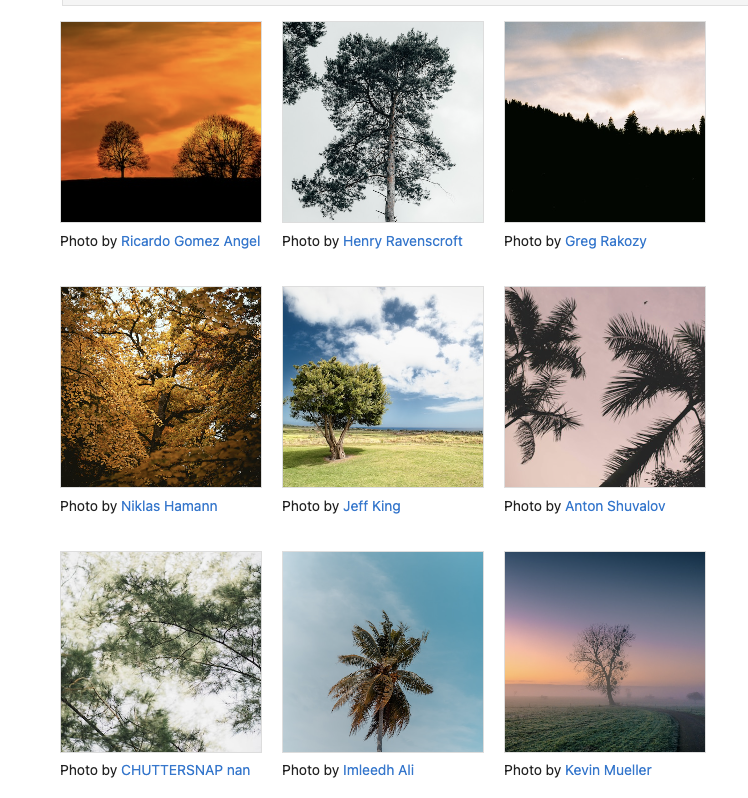 Photo by Ricardo Gomez Angel
Photo by Henry Ravenscroft
Photo by Greg Rakozy
Photo by Niklas Hamann
Photo by Jeff King
Photo by Anton Shuvalov
Photo by CHUTTERSNAP nan
Photo by Imleedh Ali
Photo by Kevin Mueller